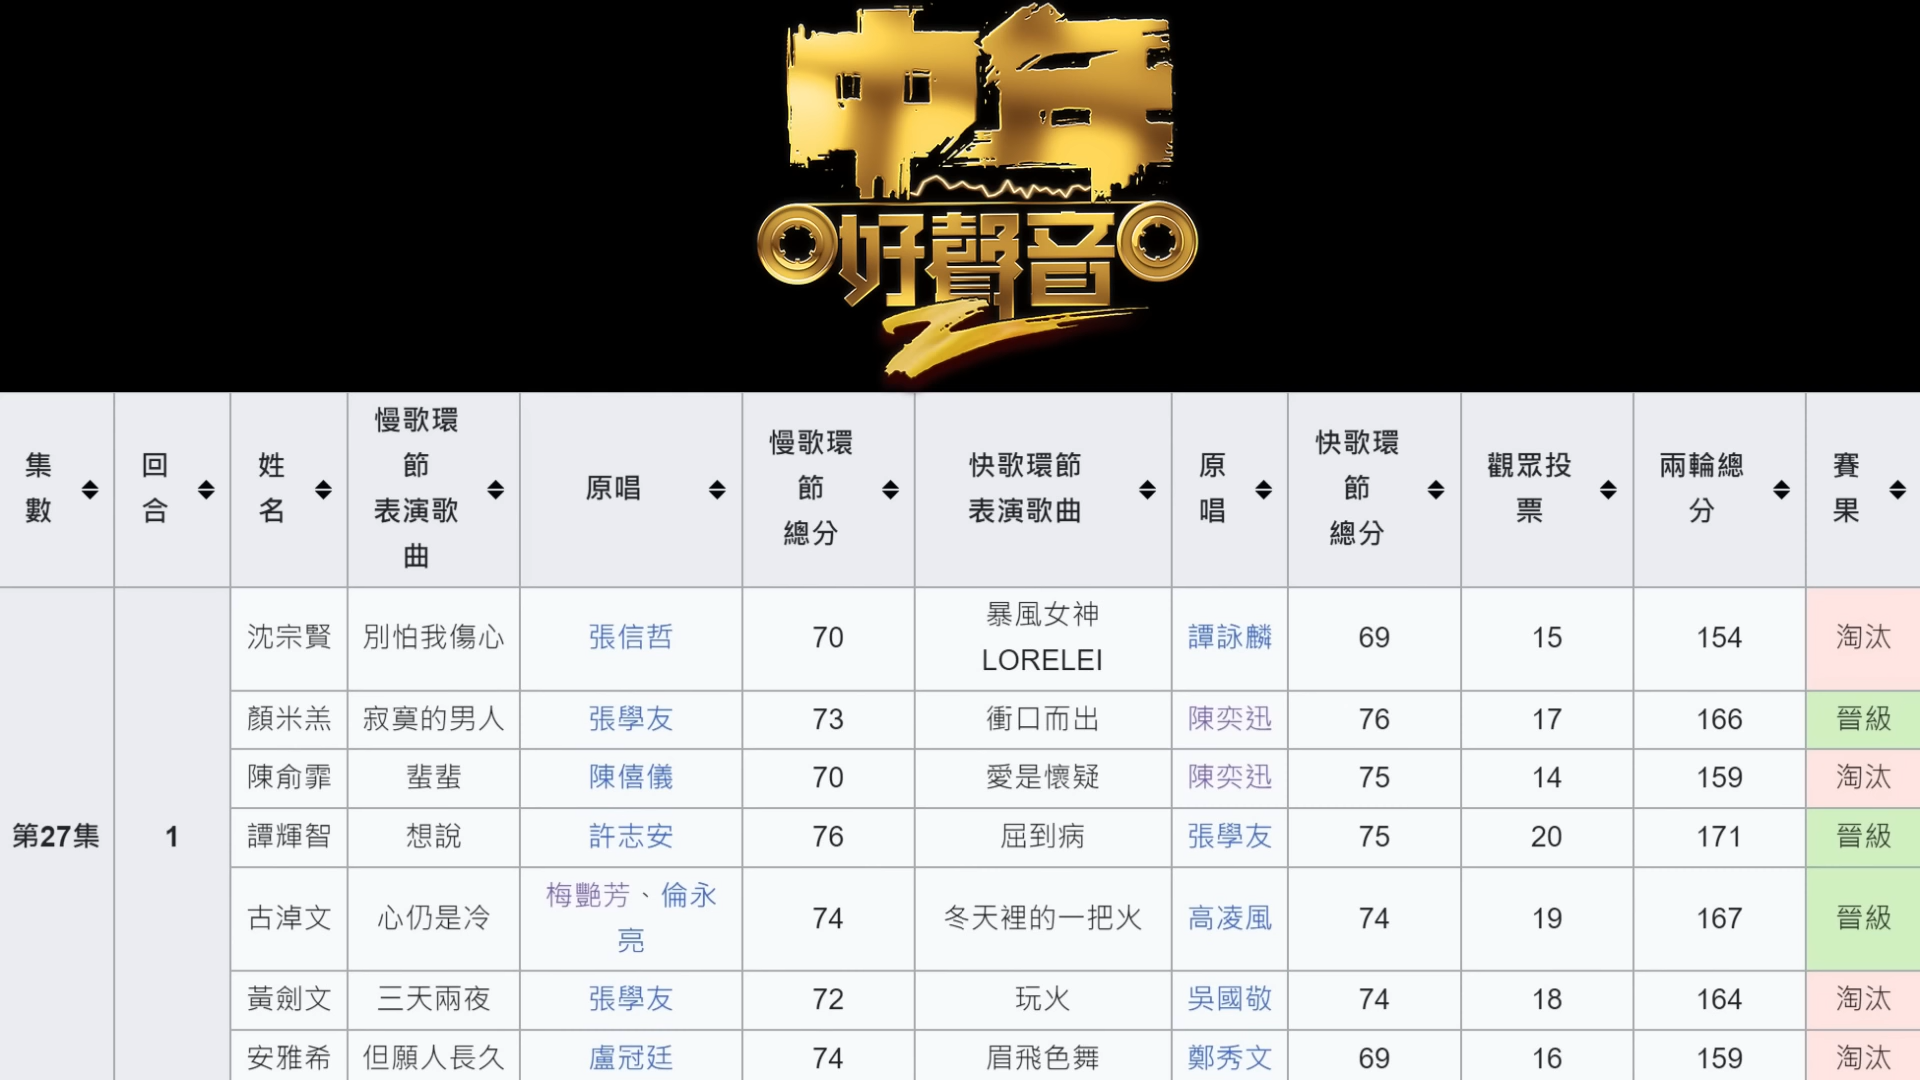 中年
好聲音
2
集數 回合 姓名 慢歌環節表演歌曲 原唱 慢歌環節總分 快歌環節表演歌曲 原唱 快歌環節總分 觀眾投票 兩輪總分 賽果
第27集 1
沈宗賢 別怕我傷心 張信哲 70 暴風女神LORELEI 譚詠麟 69 15 154 淘汰
顏米羔 寂寞的男人 張學友 73 衝口而出 陳奕迅 76 17 166 晉級
陳俞霏 蜚蜚 陳僖儀 70 愛是懷疑 陳奕迅 75 14 159 淘汰
譚輝智 想說 許志安 76 屈到病 張學友 75 20 171 晉級
古淖文 心仍是冷 梅艷芳、倫永亮 74 冬天裡的一把火 高凌風 74 19 167 晉級
黃劍文 三天兩夜 張學友 72 玩火 吳國敬 74 18 164 淘汰
安雅希 但願人長久 盧冠廷 74 眉飛色舞 鄭秀文 69 16 159 淘汰